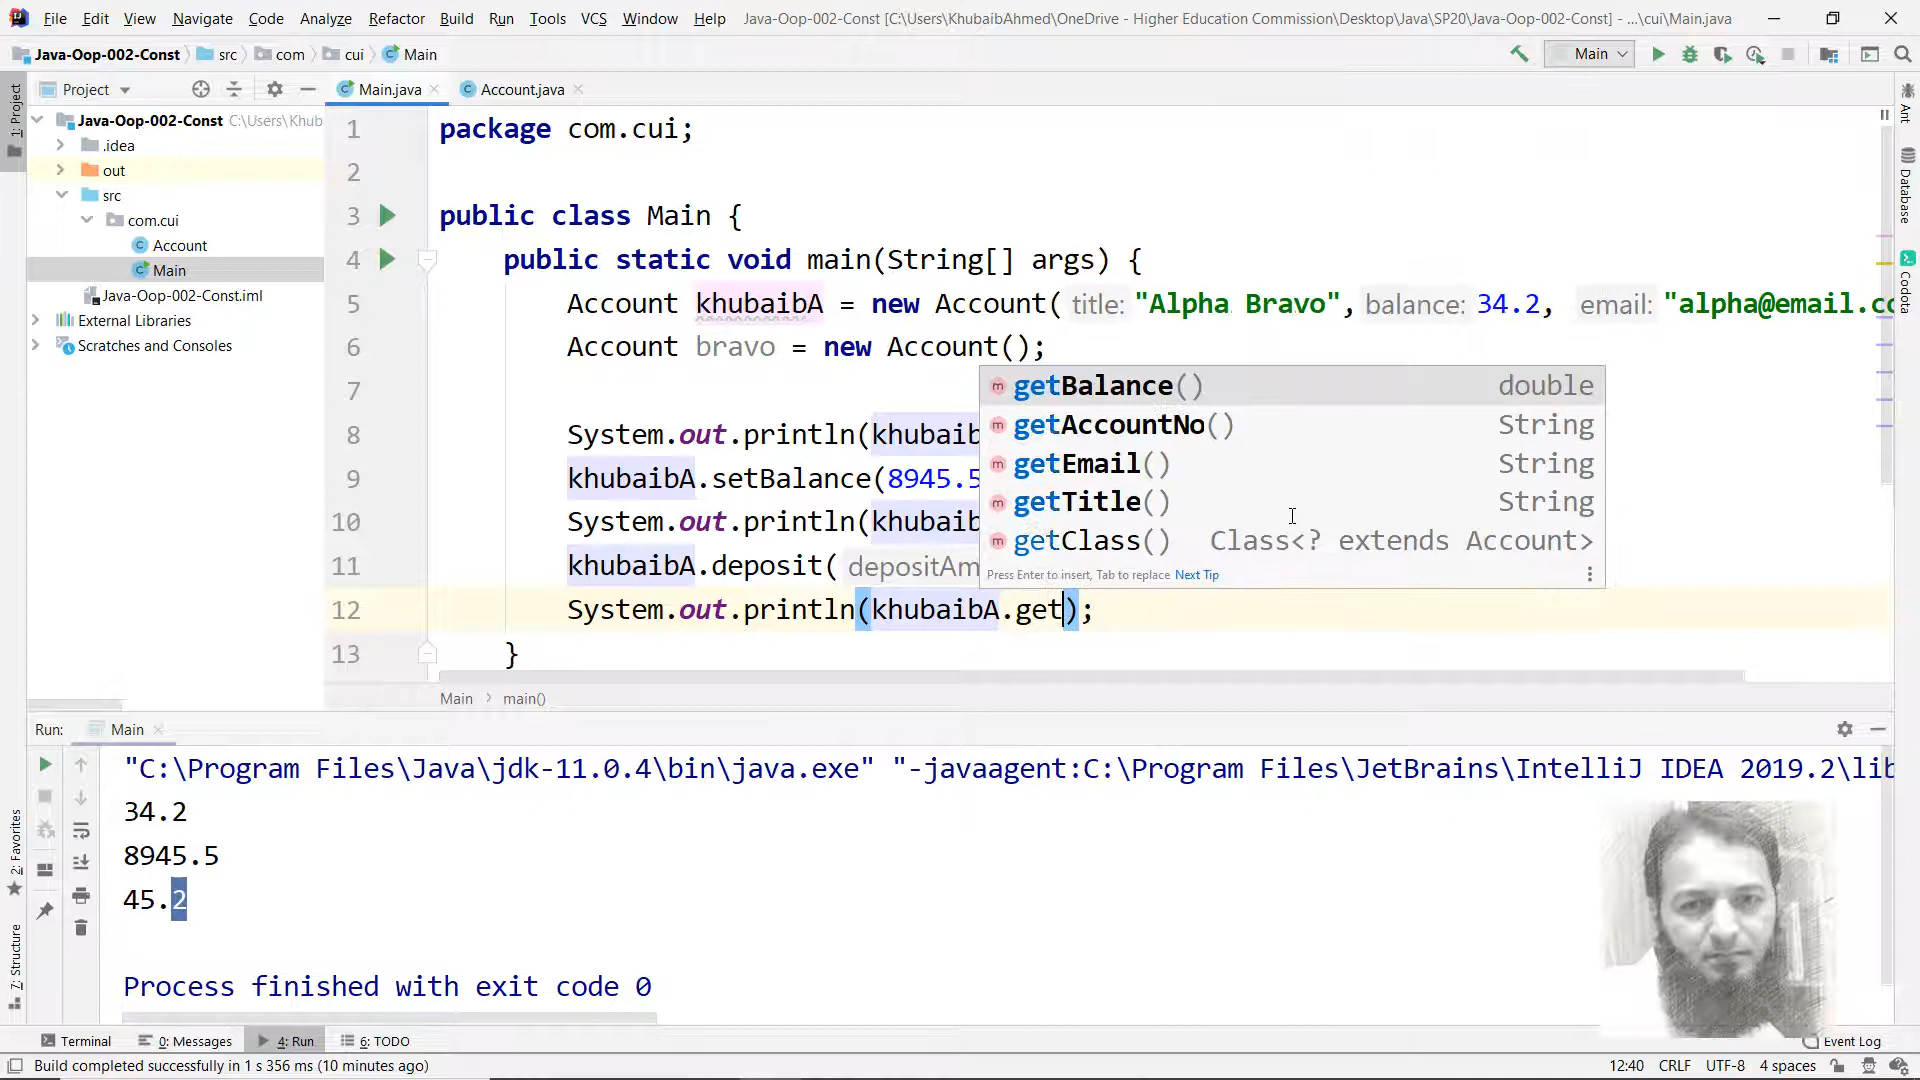 File Edit View Navigate Code Analyze Refactor Build Run Tools VCS Window Help Java-Oop-002-Const [C:\Users\KhubaibAhmed\OneDrive - Higher Education Commission\Desktop\Java\SP20\Java-Oop-002-Const] - ...\cui\Main.java
Java-Oop-002-Const src com cui Main Main
Project Main.java Account.java
Java-Oop-002-Const C:\Users\Khub
.idea
out
src
com.cui
Account
Main
Java-Oop-002-Const.iml
External Libraries
Scratches and Consoles
1: Project
2: Favorites
7: Structure
Ant
Database
Codota
1 package com.cui;
2
3 public class Main {
4 public static void main(String[] args) {
5 Account khubaibA = new Account( title: "Alpha Bravo", balance: 34.2, email: "alpha@email.co
6 Account bravo = new Account();
7
8 System.out.println(khubaib
9 khubaibA.setBalance(8945.5
10 System.out.println(khubaib
11 khubaibA.deposit( depositAm
12 System.out.println(khubaibA.get);
13 }
getBalance() double
getAccountNo() String
getEmail() String
getTitle() String
getClass() Class<? extends Account>
Press Enter to insert, Tab to replace Next Tip
Main main()
Run: Main
"C:\Program Files\Java\jdk-11.0.4\bin\java.exe" "-javaagent:C:\Program Files\JetBrains\IntelliJ IDEA 2019.2\lib
34.2
8945.5
45.2
Process finished with exit code 0
Terminal 0: Messages 4: Run 6: TODO Event Log
Build completed successfully in 1 s 356 ms (10 minutes ago) 12:40 CRLF UTF-8 4 spaces